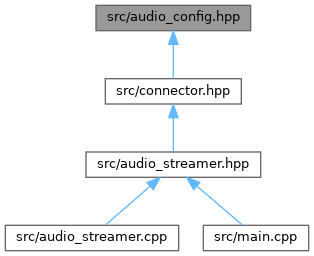 src/audio_config.hpp
src/connector.hpp
src/audio_streamer.hpp
src/audio_streamer.cpp
src/main.cpp